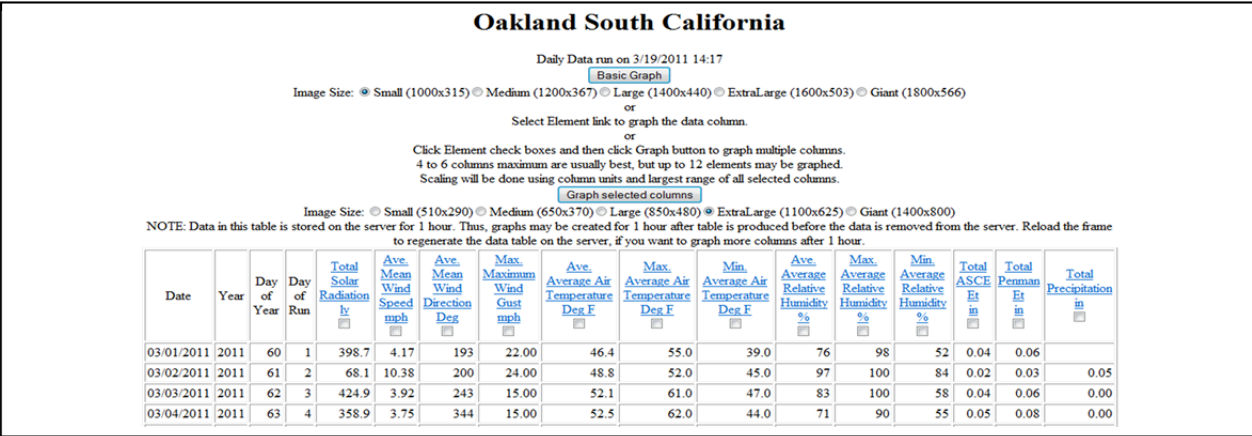 Oakland South California
Daily Data run on 3/19/2011 14:17
Basic Graph
Image Size: Small (1000x315) Medium (1200x367) Large (1400x440) ExtraLarge (1600x503) Giant (1800x566)
or
Select Element link to graph the data column.
or
Click Element check boxes and then click Graph button to graph multiple columns.
4 to 6 columns maximum are usually best, but up to 12 elements may be graphed.
Scaling will be done using column units and largest range of all selected columns.
Graph selected columns
Image Size: Small (510x290) Medium (650x370) Large (850x480) ExtraLarge (1100x625) Giant (1400x800)
NOTE: Data in this table is stored on the server for 1 hour. Thus, graphs may be created for 1 hour after table is produced before the data is removed from the server. Reload the frame
to regenerate the data table on the server, if you want to graph more columns after 1 hour.
Date Year Day of Year Day of Run Total Solar Radiation ly Ave. Mean Wind Speed mph Ave. Mean Wind Direction Deg Max. Maximum Wind Gust mph Ave. Average Air Temperature Deg F Max. Average Air Temperature Deg F Min. Average Air Temperature Deg F Ave. Average Relative Humidity % Max. Average Relative Humidity % Min. Average Relative Humidity % Total ASCE Et in Total Penman Et in Total Precipitation in
03/01/2011 2011 60 1 398.7 4.17 193 22.00 46.4 55.0 39.0 76 98 52 0.04 0.06
03/02/2011 2011 61 2 68.1 10.38 200 24.00 48.8 52.0 45.0 97 100 84 0.02 0.03 0.05
03/03/2011 2011 62 3 424.9 3.92 243 15.00 52.1 61.0 47.0 83 100 58 0.04 0.06 0.00
03/04/2011 2011 63 4 358.9 3.75 344 15.00 52.5 62.0 44.0 71 90 55 0.05 0.08 0.00